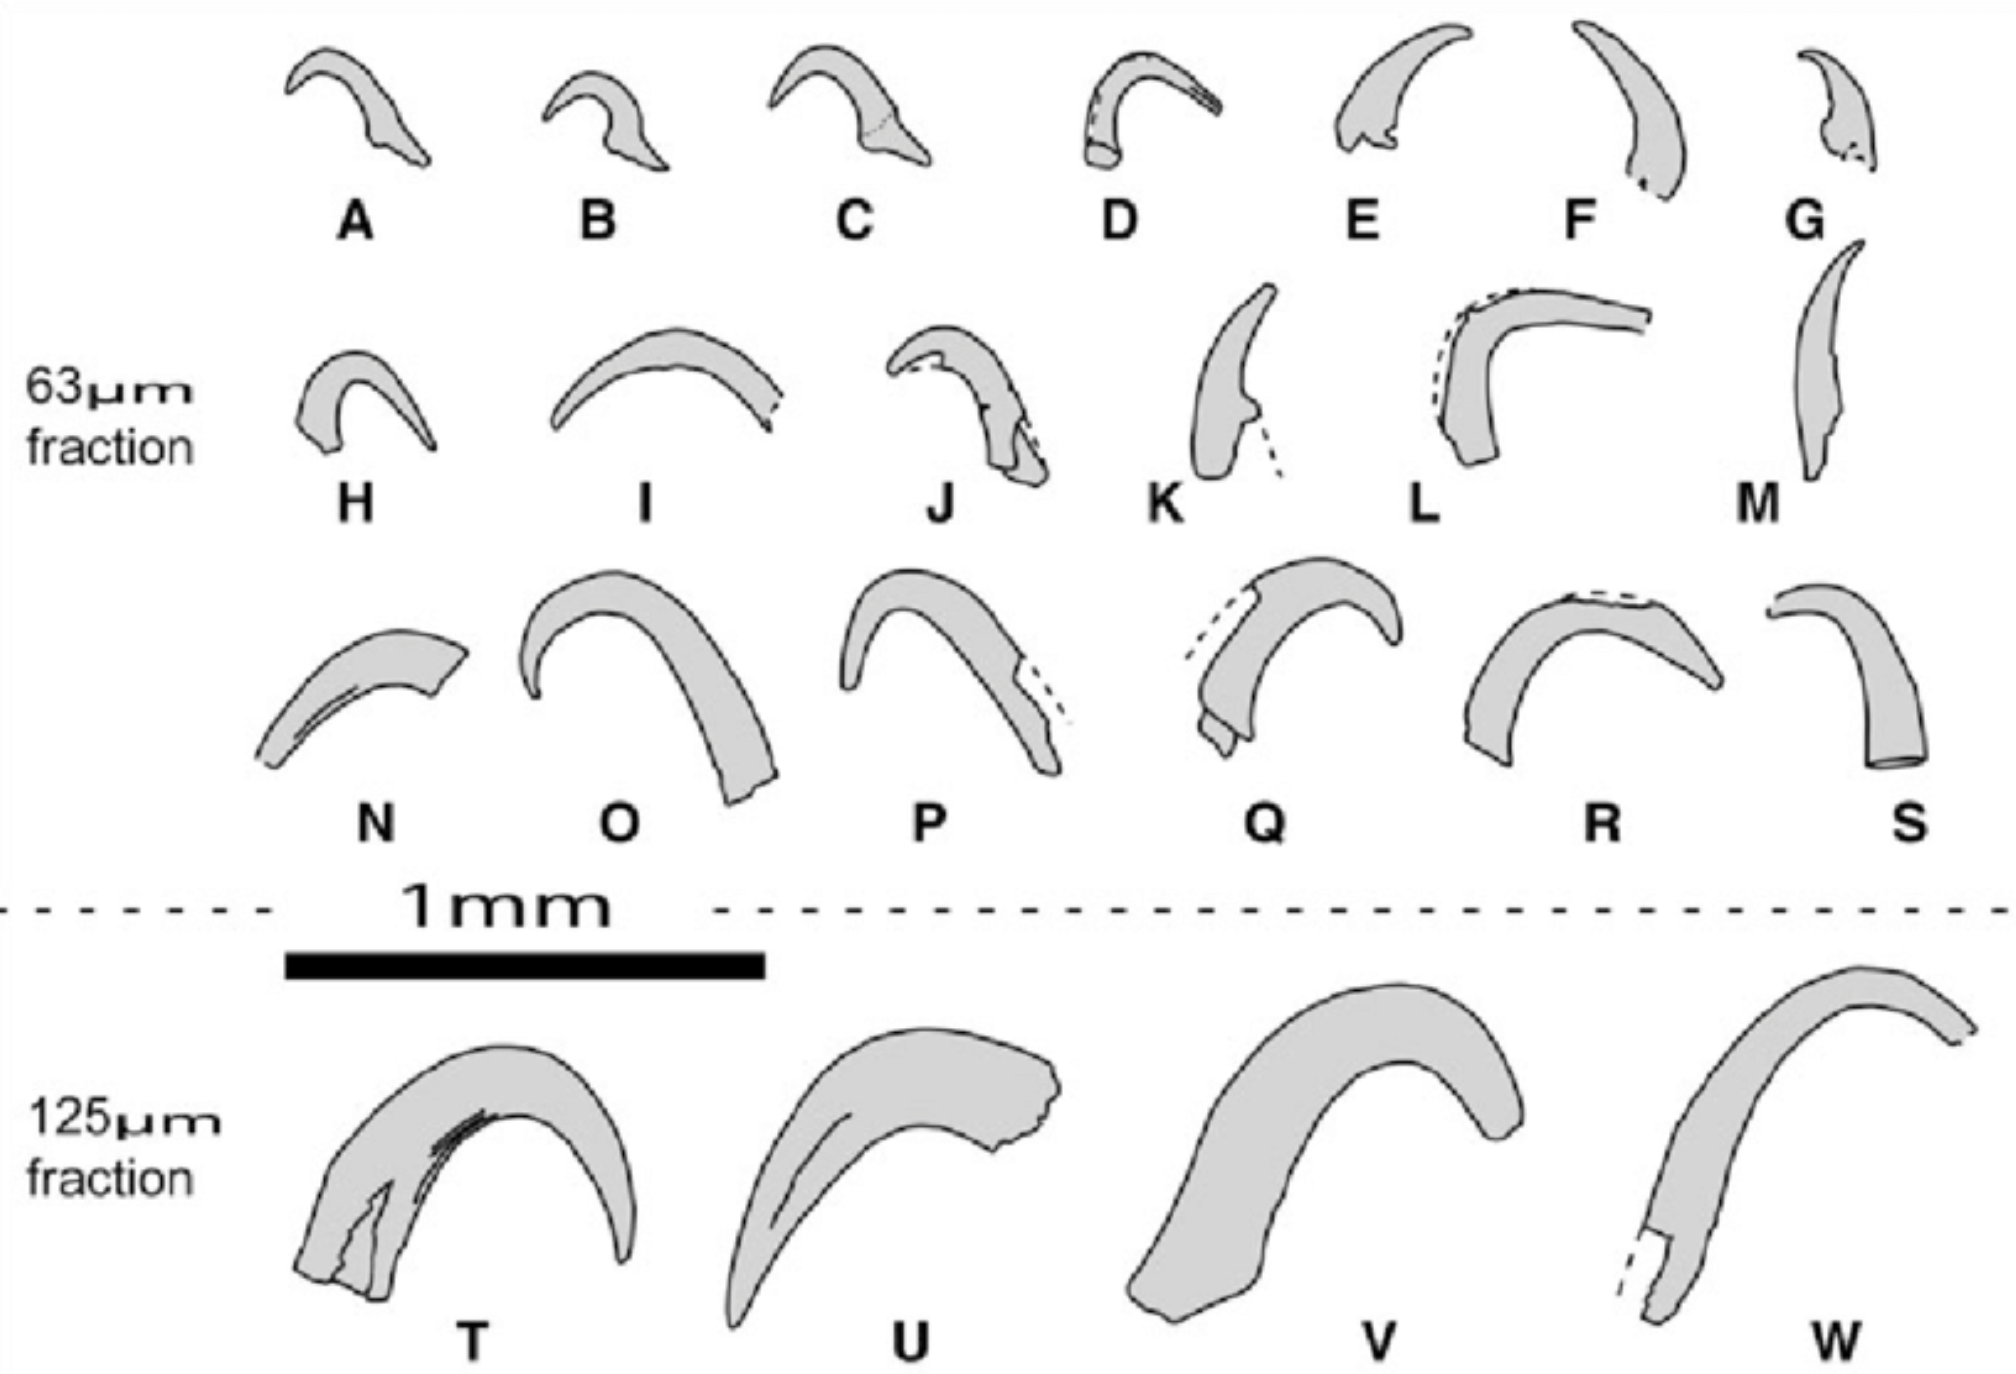 A B C D E F G
63µm
fraction
H I J K L M
N O P Q R S
1mm
125µm
fraction
T U V W